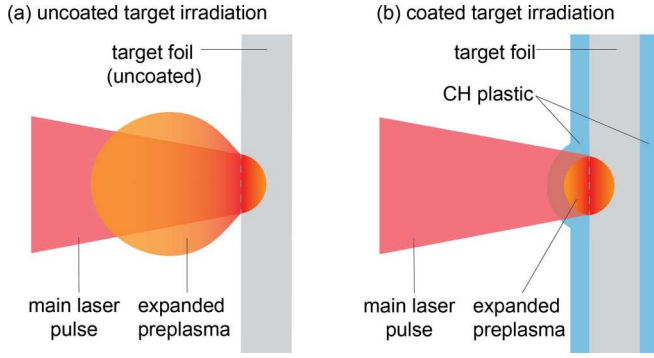 (a) uncoated target irradiation
target foil
(uncoated)
main laser
pulse
expanded
preplasma
(b) coated target irradiation
target foil
CH plastic
main laser
pulse
expanded
preplasma